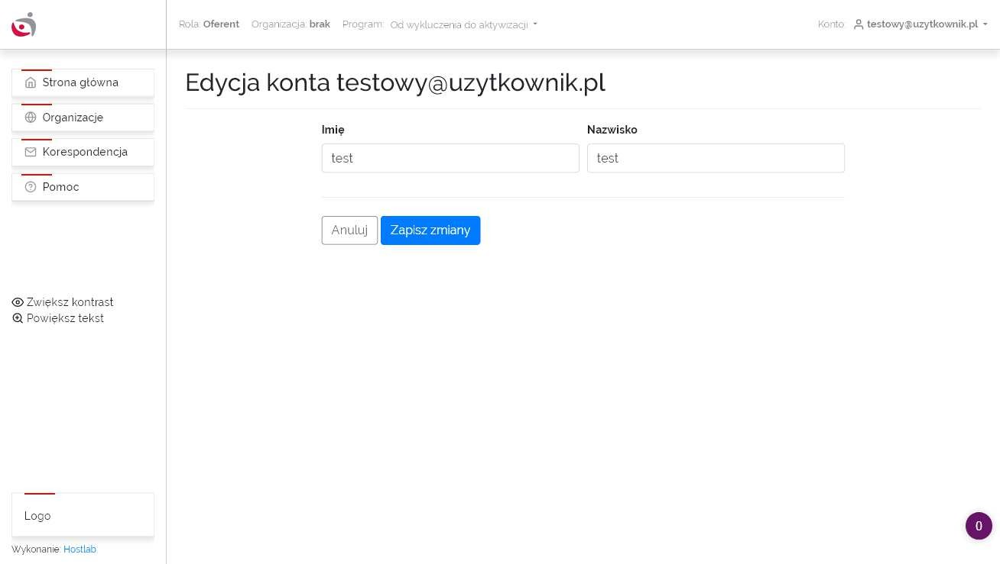 Rola: Oferent Organizacja: brak Program: Od wykluczenia do aktywizacji Konto: testowy@uzytkownik.pl
Strona główna
Organizacje
Korespondencja
Pomoc
Zwiększ kontrast
Powiększ tekst
Logo
Wykonanie: Hostlab
Edycja konta testowy@uzytkownik.pl
Imię Nazwisko
test test
Anuluj Zapisz zmiany
0